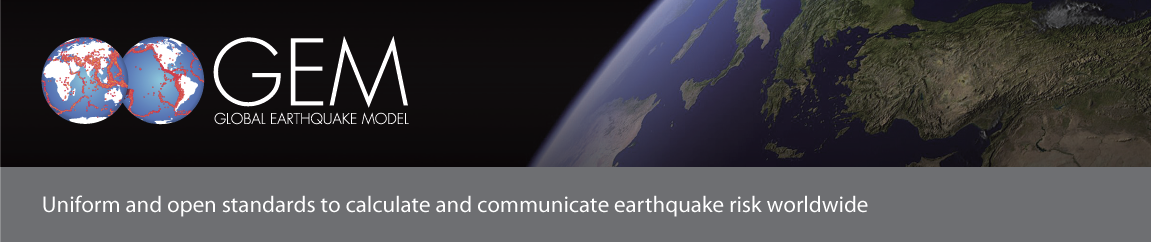 GEM
GLOBAL EARTHQUAKE MODEL
Uniform and open standards to calculate and communicate earthquake risk worldwide